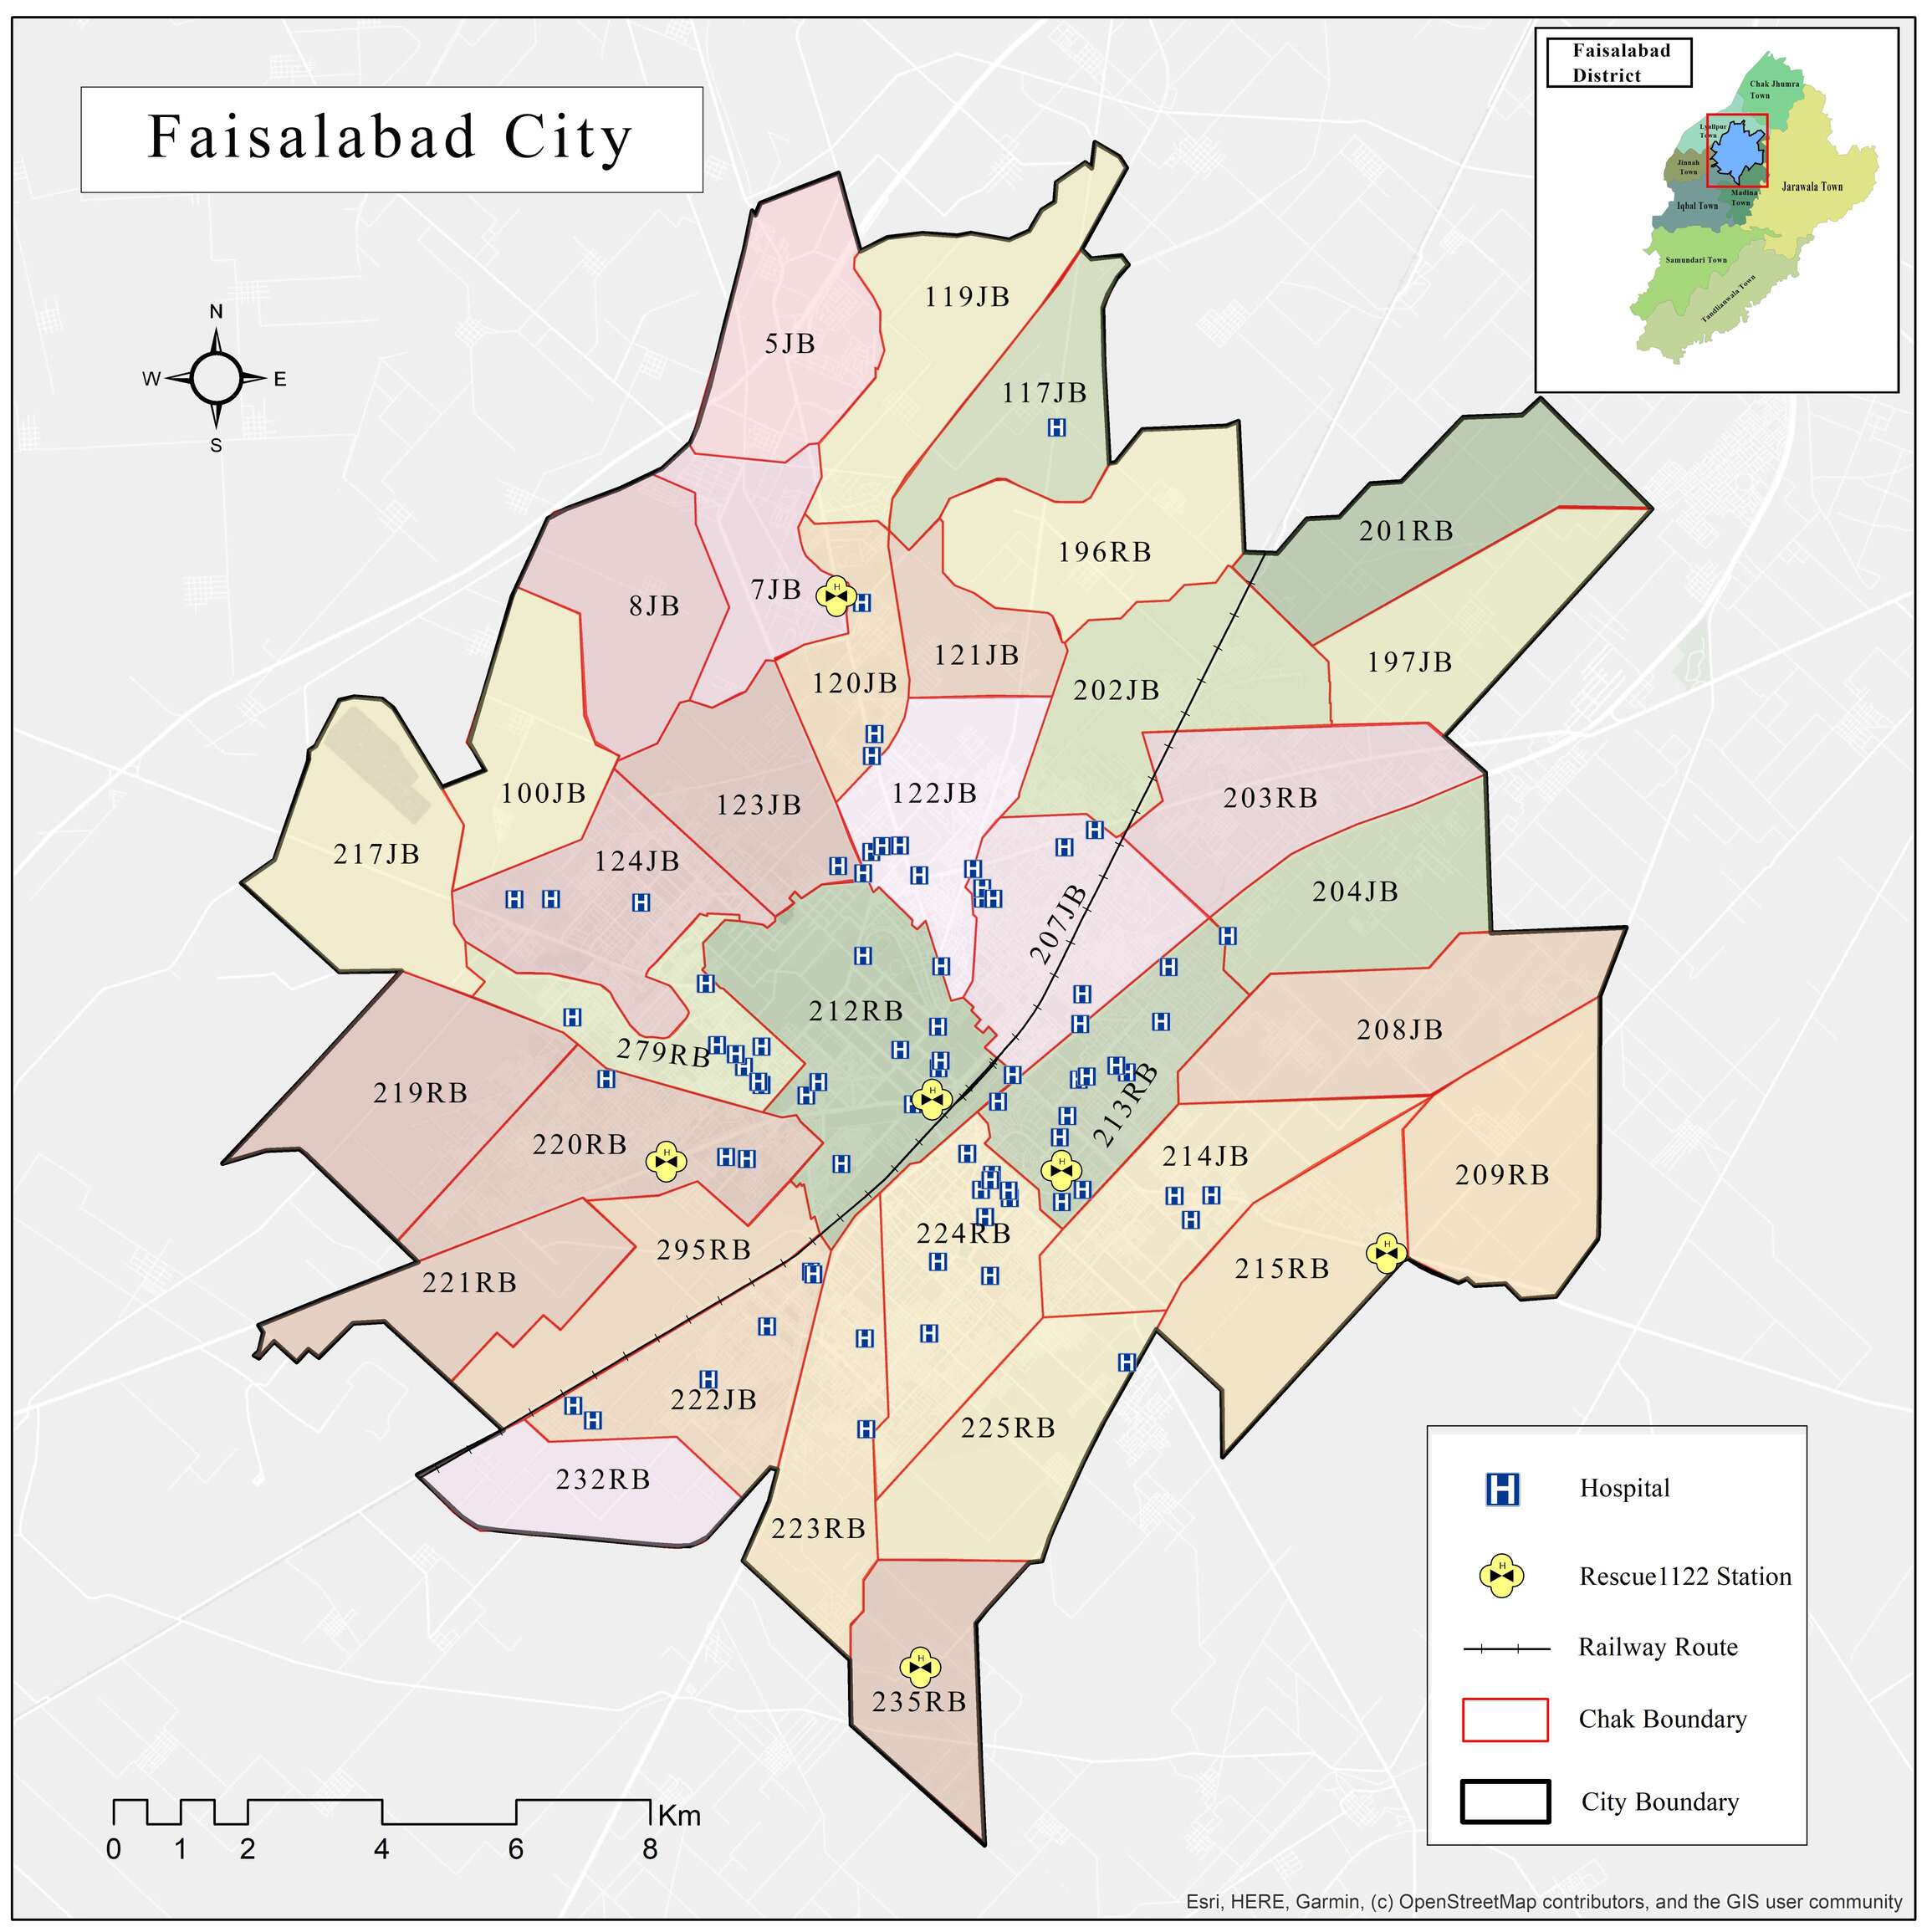 Faisalabad City
Faisalabad
District
Chak Jhumra
Town
Lyallpur
Town
Jinnah
Town
Madina
Town
Iqbal Town
Jarawala Town
Samundari Town
Tandlianwala Town
N
W
E
S
119JB
5JB
117JB
201RB
196RB
7JB
8JB
121JB
197JB
120JB
202JB
100JB
122JB
203RB
123JB
217JB
124JB
204JB
207JB
212RB
208JB
279RB
219RB
213RB
220RB
214JB
209RB
224RB
295RB
215RB
221RB
222JB
225RB
232RB
223RB
235RB
H Hospital
H Rescue1122 Station
Railway Route
Chak Boundary
City Boundary
Km
0 1 2 4 6 8
Esri, HERE, Garmin, (c) OpenStreetMap contributors, and the GIS user community